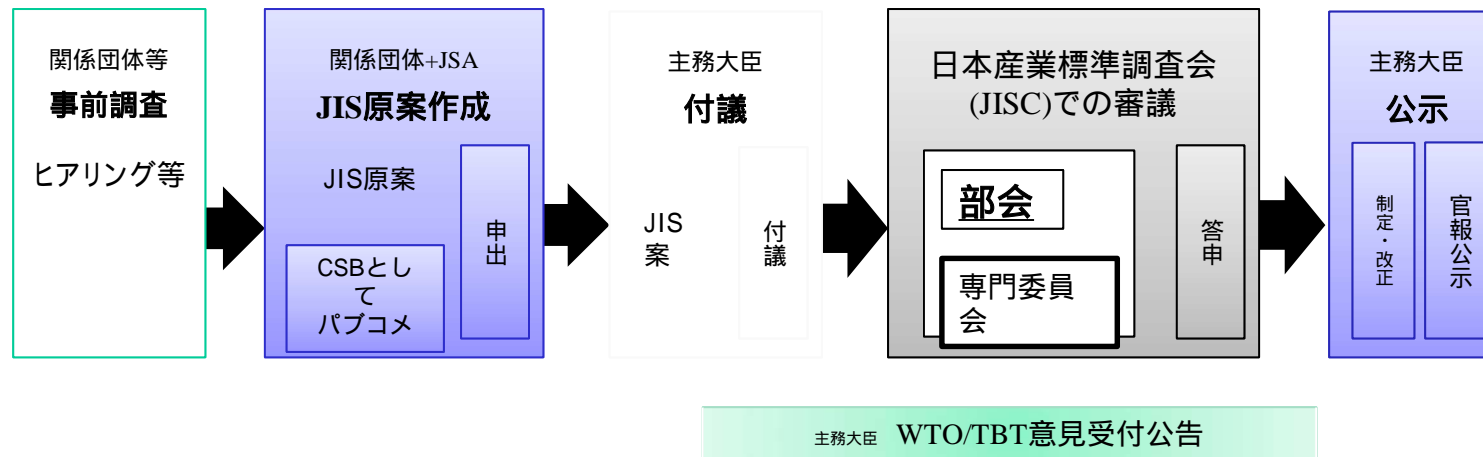 関係団体等
事前調査
ヒアリング等
関係団体+JSA
JIS原案作成
JIS原案
CSBとし
て
パブコメ
申出
主務大臣
付議
JIS
案
付議
日本産業標準調査会
(JISC)での審議
部会
専門委員
会
答申
主務大臣
公示
制定・改正
官報公示
主務大臣 WTO/TBT意見受付公告